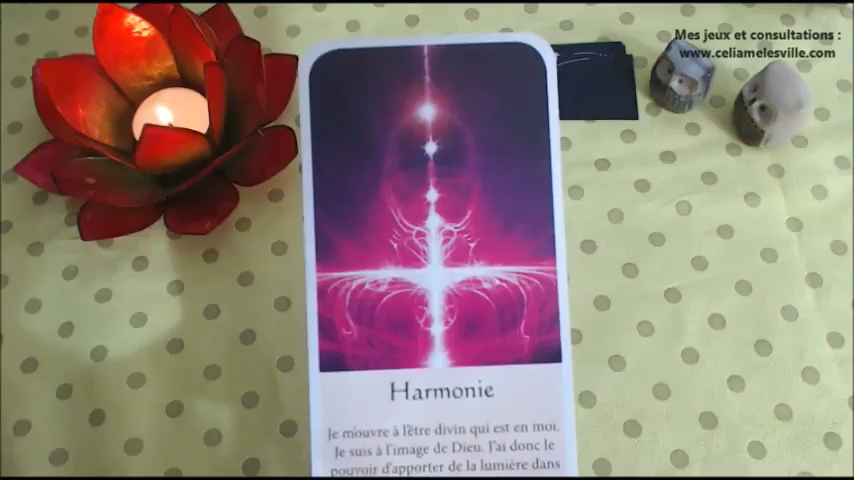 Mes jeux et consultations :
www.celiamelesville.com
Harmonie
Je m'ouvre à l'être divin qui est en moi.
Je suis à l'image de Dieu. J'ai donc le
pouvoir d'apporter de la lumière dans